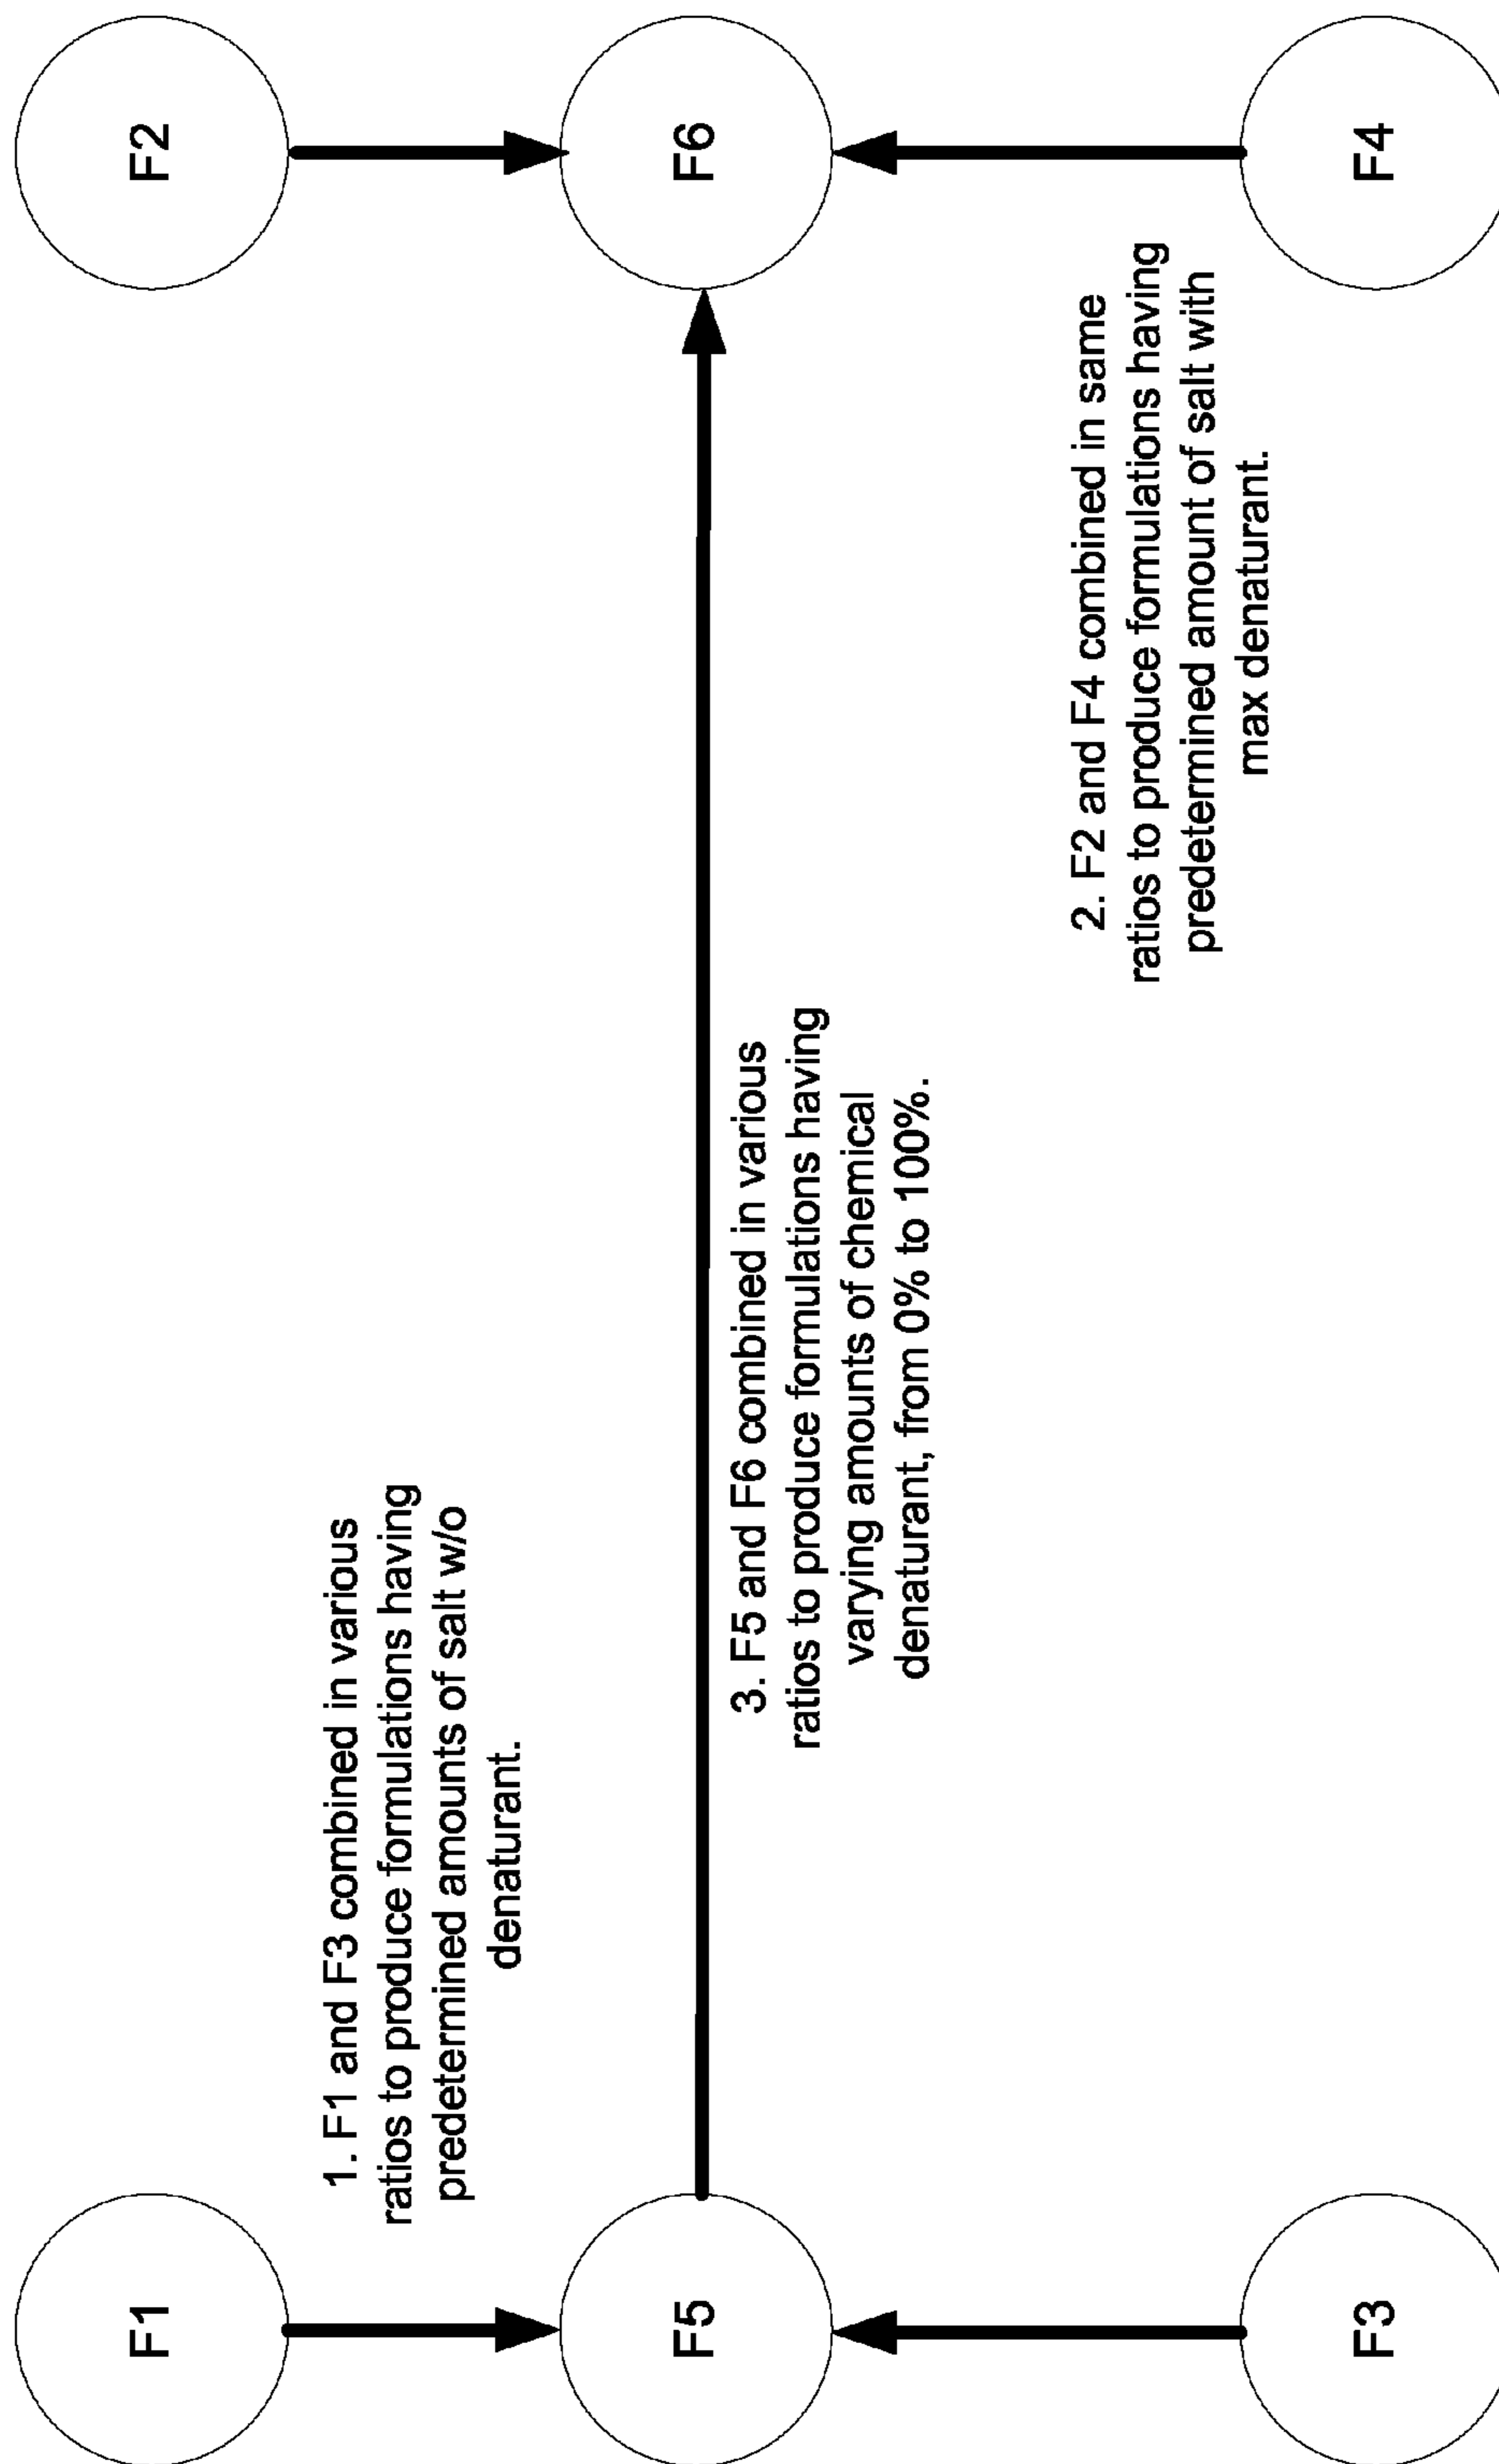 F1
F2
1. F1 and F3 combined in various
ratios to produce formulations having
predetermined amounts of salt w/o
denaturant.
F5
F6
3. F5 and F6 combined in various
ratios to produce formulations having
varying amounts of chemical
denaturant, from 0% to 100%.
2. F2 and F4 combined in same
ratios to produce formulations having
predetermined amount of salt with
max denaturant.
F3
F4